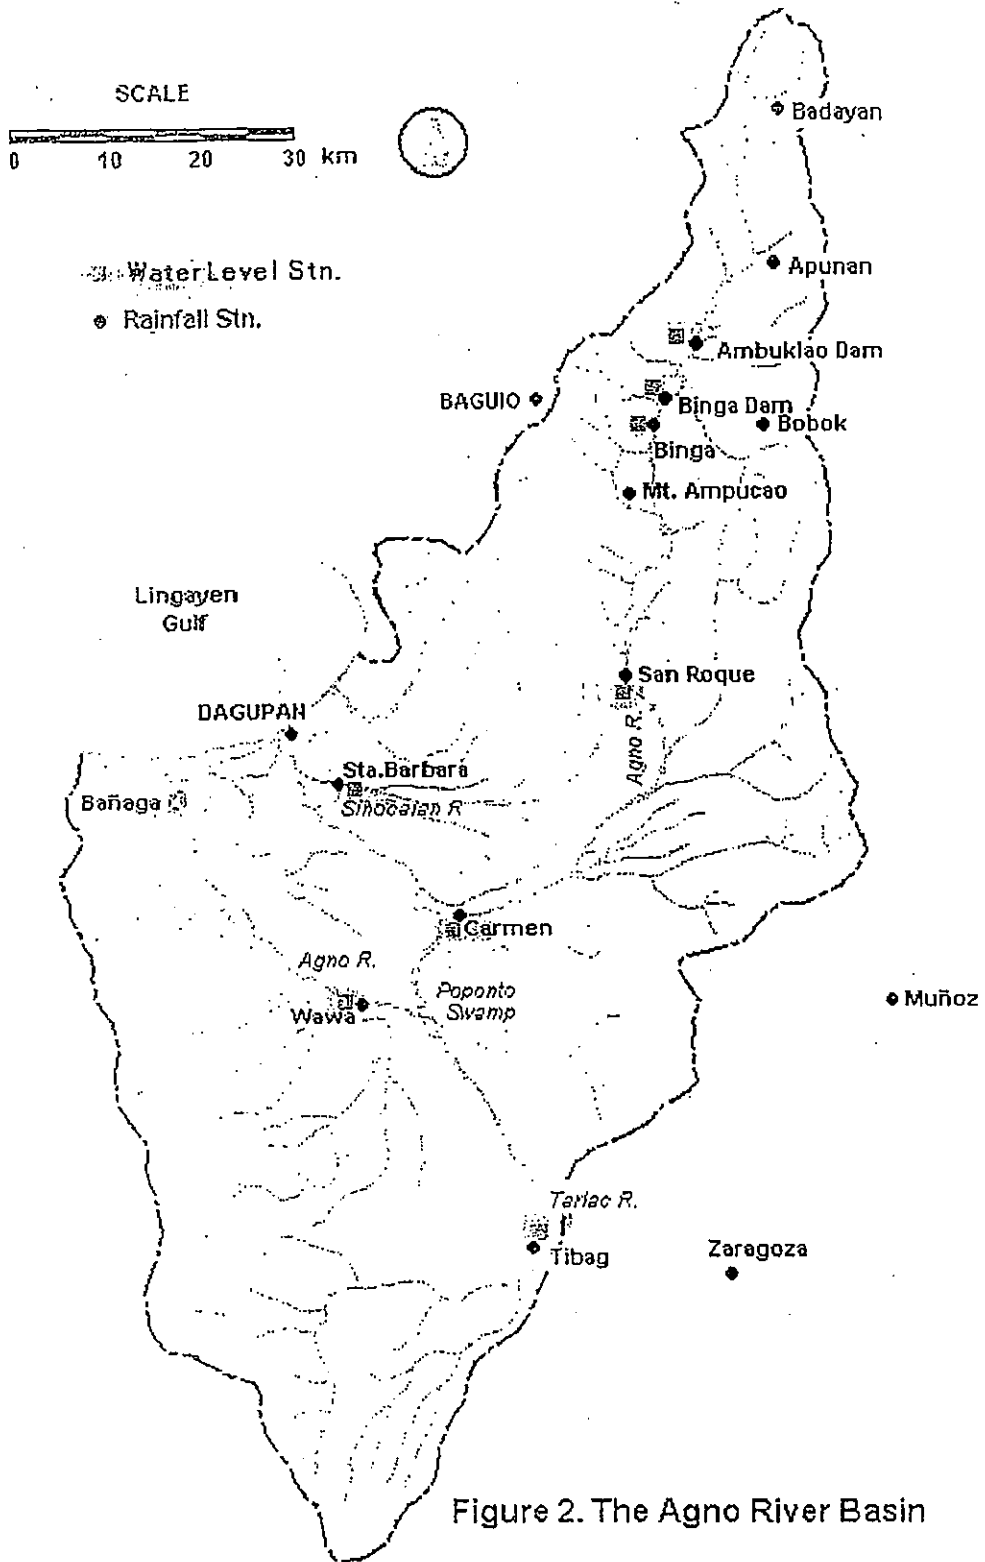 SCALE
0 10 20 30 km
Water Level Stn.
Rainfall Stn.
Badayan
Apunan
Ambuklao Dam
BAGUIO
Binga Dam
Bobok
Binga
Mt. Ampucao
Lingayen
Gulf
San Roque
Agno R.
DAGUPAN
Sta.Barbara
Bañaga
Sinocalan R
Carmen
Agno R.
Poponto
Swamp
Wawa
Muñoz
Tarlac R.
Tibag
Zaragoza
Figure 2. The Agno River Basin